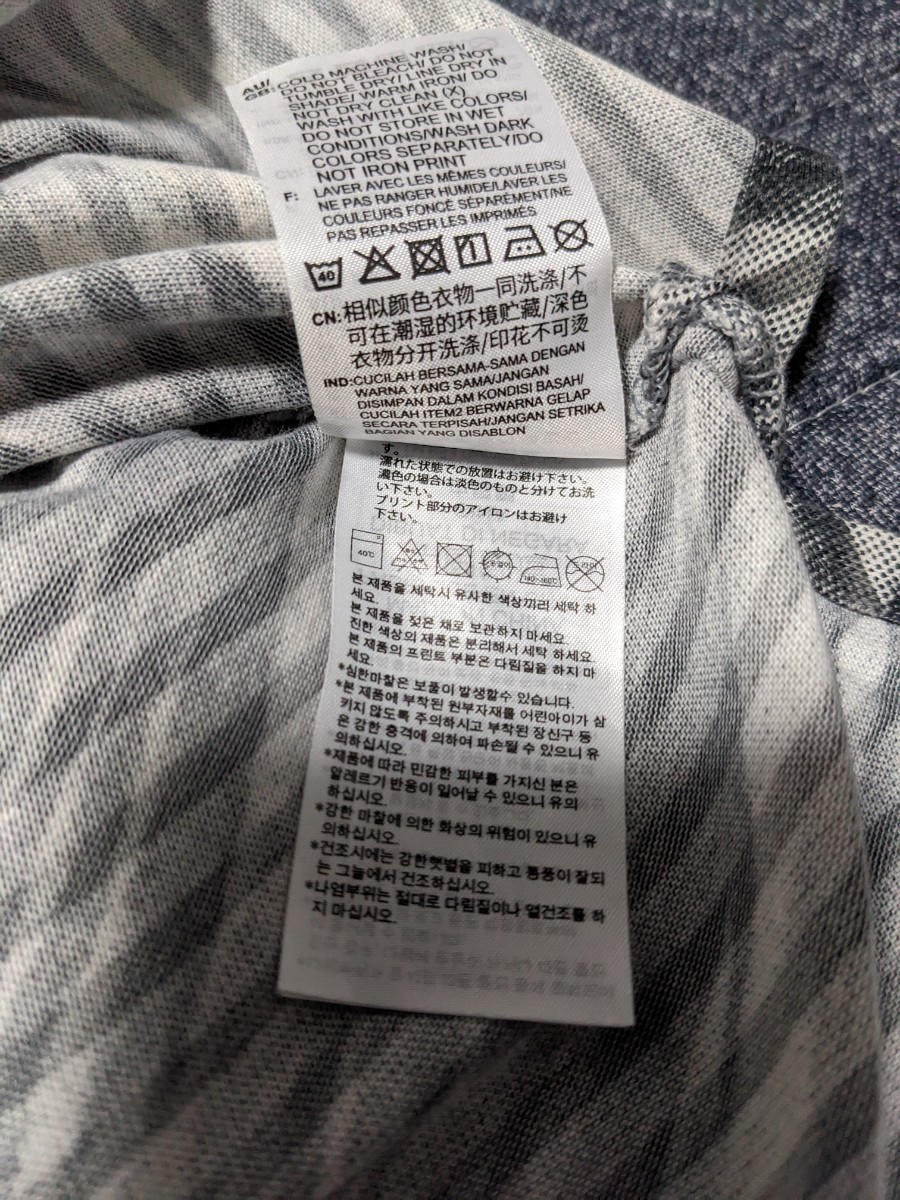 AU/
GB: COLD MACHINE WASH/
DO NOT BLEACH/ DO NOT
TUMBLE DRY/ LINE DRY IN
SHADE/ WARM IRON/ DO
NOT DRY CLEAN (X)
WASH WITH LIKE COLORS/
DO NOT STORE IN WET
CONDITIONS/WASH DARK
COLORS SEPARATELY/DO
NOT IRON PRINT
F: LAVER AVEC LES MÊMES COULEURS/
NE PAS RANGER HUMIDE/LAVER LES
COULEURS FONCÉ SÉPARÉMENT/NE
PAS REPASSER LES IMPRIMÉS
40
CN: 相似颜色衣物一同洗涤/不
可在潮湿的环境贮藏/深色
衣物分开洗涤/印花不可烫
IND: CUCILAH BERSAMA-SAMA DENGAN
WARNA YANG SAMA/JANGAN
DISIMPAN DALAM KONDISI BASAH/
CUCILAH ITEM2 BERWARNA GELAP
SECARA TERPISAH/JANGAN SETRIKA
BAGIAN YANG DISABLON
す。
濡れた状態での放置はお避け下さい。
濃色の場合は淡色のものと分けてお洗
い下さい。
プリント部分のアイロンはお避け
下さい。
40℃
140~160℃
본 제품을 세탁시 유사한 색상끼리 세탁 하
세요.
본 제품을 젖은 채로 보관하지 마세요.
진한 색상의 제품은 분리해서 세탁 하세요.
본 제품의 프린트 부분은 다림질을 하지 마
세요.
*심한마찰은 보풀이 발생할수 있습니다.
*본 제품에 부착된 원부자재를 어린아이가 삼
키지 않도록 주의하시고 부착된 장신구 등
은 강한 충격에 의하여 파손될 수 있으니 유
의하십시오.
*제품에 따라 민감한 피부를 가지신 분은
알레르기 반응이 일어날 수 있으니 유의
하십시오.
*강한 마찰에 의한 화상의 위험이 있으니 유
의하십시오.
*건조시에는 강한햇볕을 피하고 통풍이 잘되
는 그늘에서 건조하십시오.
*나염부위는 절대로 다림질이나 열건조를 하
지 마십시오.